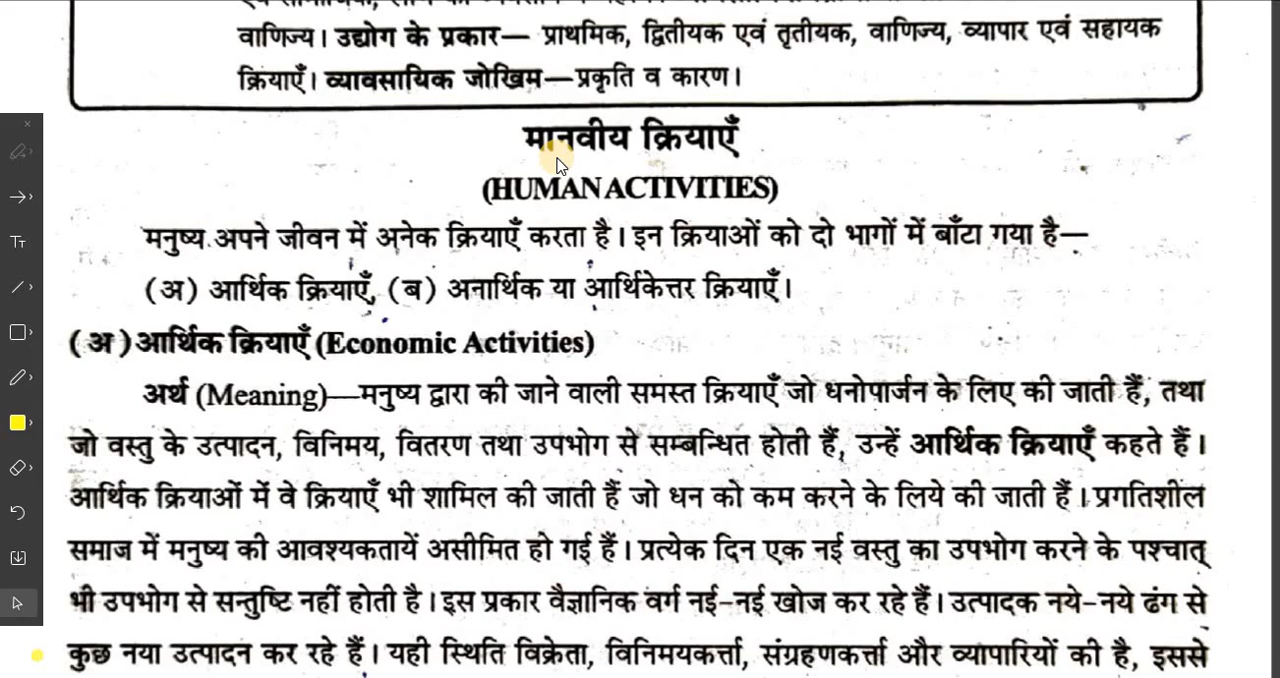 वाणिज्य। उद्योग के प्रकार— प्राथमिक, द्वितीयक एवं तृतीयक, वाणिज्य, व्यापार एवं सहायक
क्रियाएँ। व्यावसायिक जोखिम—प्रकृति व कारण।
मानवीय क्रियाएँ
(HUMAN ACTIVITIES)
मनुष्य अपने जीवन में अनेक क्रियाएँ करता है। इन क्रियाओं को दो भागों में बाँटा गया है—
(अ) आर्थिक क्रियाएँ, (ब) अनार्थिक या आर्थिकेत्तर क्रियाएँ।
(अ) आर्थिक क्रियाएँ (Economic Activities)
अर्थ (Meaning)—मनुष्य द्वारा की जाने वाली समस्त क्रियाएँ जो धनोपार्जन के लिए की जाती हैं, तथा
जो वस्तु के उत्पादन, विनिमय, वितरण तथा उपभोग से सम्बन्धित होती हैं, उन्हें आर्थिक क्रियाएँ कहते हैं।
आर्थिक क्रियाओं में वे क्रियाएँ भी शामिल की जाती हैं जो धन को कम करने के लिये की जाती हैं। प्रगतिशील
समाज में मनुष्य की आवश्यकतायें असीमित हो गई हैं। प्रत्येक दिन एक नई वस्तु का उपभोग करने के पश्चात्
भी उपभोग से सन्तुष्टि नहीं होती है। इस प्रकार वैज्ञानिक वर्ग नई-नई खोज कर रहे हैं। उत्पादक नये-नये ढंग से
कुछ नया उत्पादन कर रहे हैं। यही स्थिति विक्रेता, विनिमयकर्त्ता, संग्रहणकर्त्ता और व्यापारियों की है, इससे